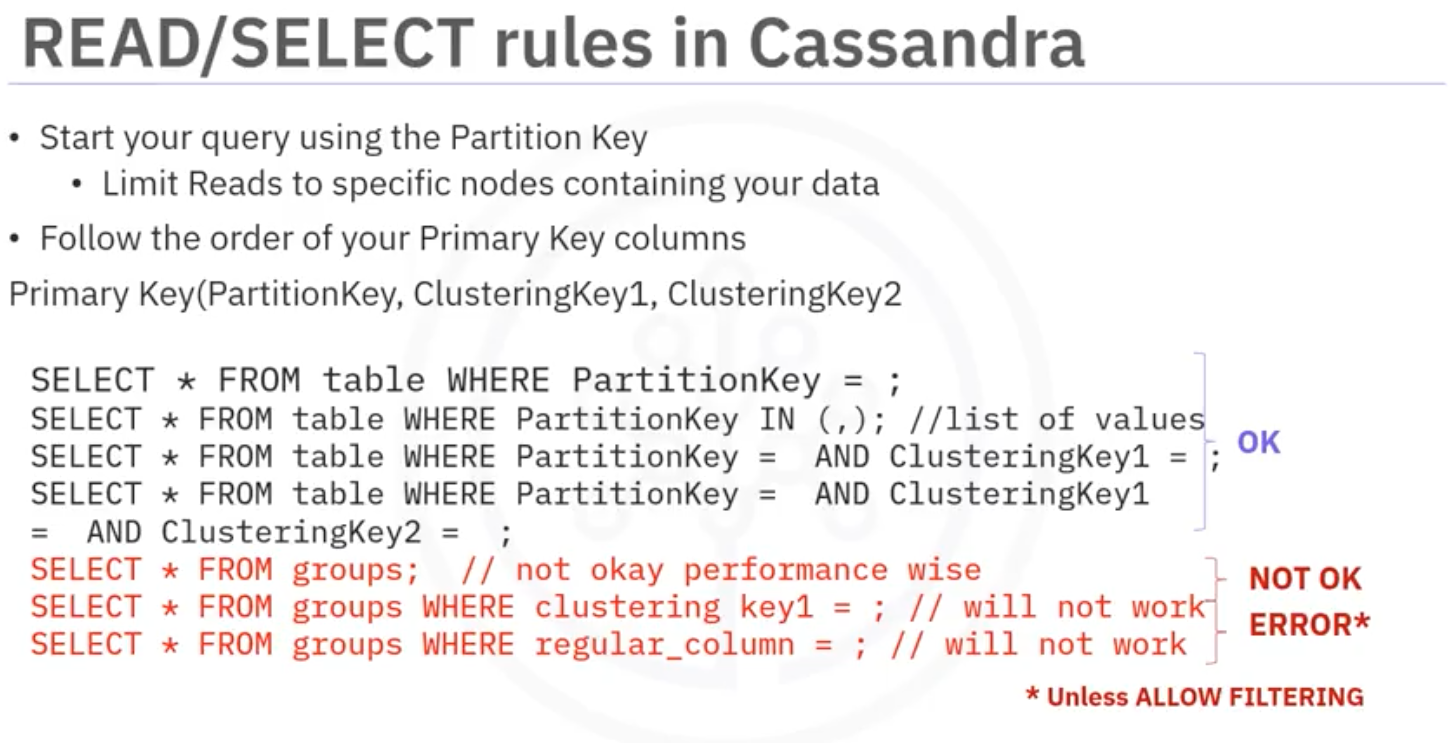 READ/SELECT rules in Cassandra
• Start your query using the Partition Key
• Limit Reads to specific nodes containing your data
• Follow the order of your Primary Key columns
Primary Key(PartitionKey, ClusteringKey1, ClusteringKey2
SELECT * FROM table WHERE PartitionKey = ;
SELECT * FROM table WHERE PartitionKey IN (,); //list of values
SELECT * FROM table WHERE PartitionKey =  AND ClusteringKey1 = ;
SELECT * FROM table WHERE PartitionKey =  AND ClusteringKey1
=  AND ClusteringKey2 =  ;
OK
SELECT * FROM groups;  // not okay performance wise
SELECT * FROM groups WHERE clustering key1 = ; // will not work
SELECT * FROM groups WHERE regular_column = ; // will not work
NOT OK
ERROR*
* Unless ALLOW FILTERING